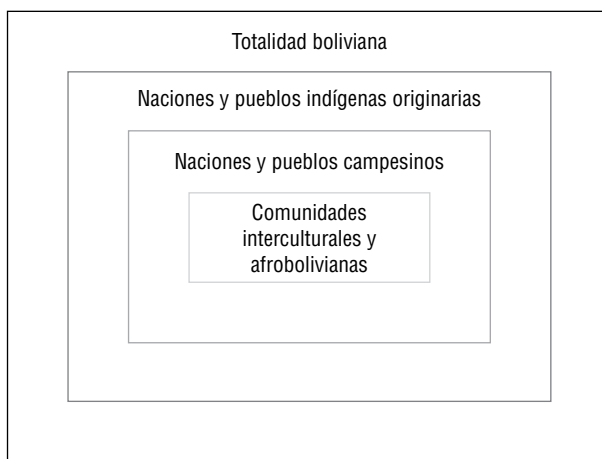 Totalidad boliviana
Naciones y pueblos indígenas originarias
Naciones y pueblos campesinos
Comunidades
interculturales y
afrobolivianas